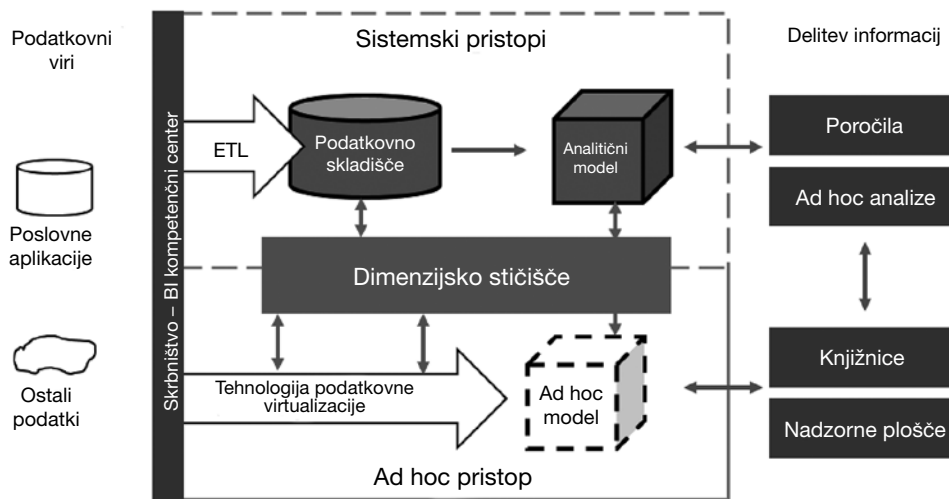 Podatkovni
viri
Sistemski pristopi
Delitev informacij
Poslovne
aplikacije
Ostali
podatki
Skrbništvo – BI kompetenčni center
ETL
Podatkovno
skladišče
Analitični
model
Dimenzijsko stičišče
Tehnologija podatkovne
virtualizacije
Ad hoc
model
Ad hoc pristop
Poročila
Ad hoc analize
Knjižnice
Nadzorne plošče